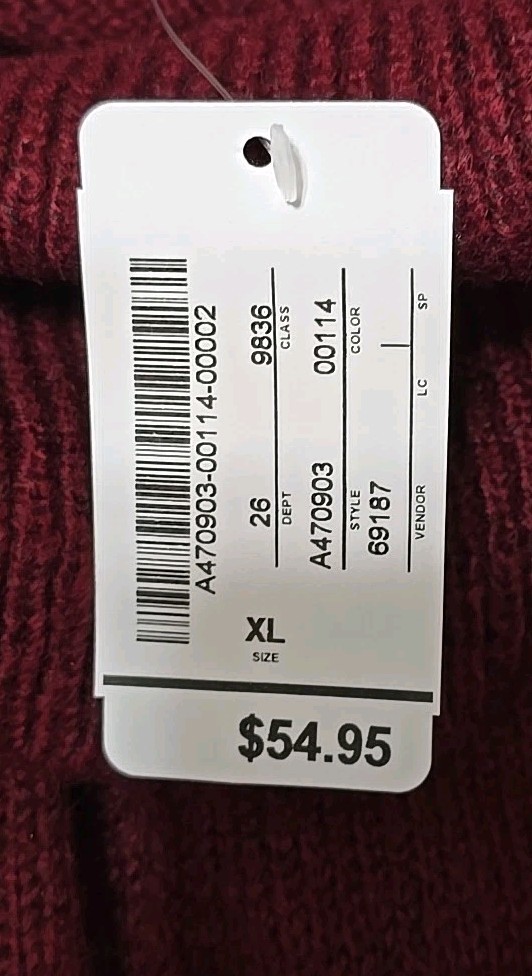 A470903-00114-00002
26 9836
DEPT CLASS
A470903 00114
STYLE COLOR
69187
VENDOR LC SP
XL
SIZE
$54.95